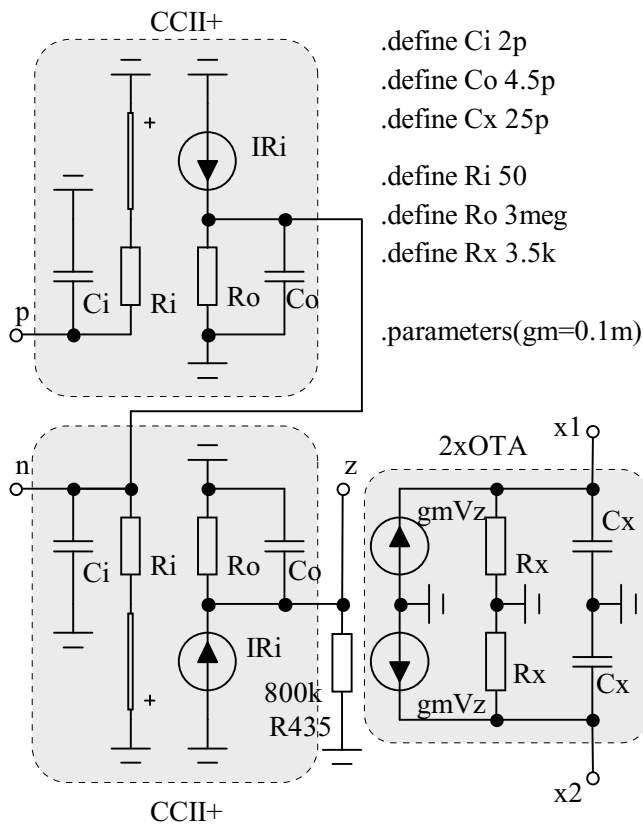 CCII+
.define Ci 2p
.define Co 4.5p
.define Cx 25p
.define Ri 50
.define Ro 3meg
.define Rx 3.5k
.parameters(gm=0.1m)
+
IRi
Ci
Ri
Ro
Co
p
n
z
2xOTA
x1
gmVz
Cx
Ci
Ri
Ro
Co
Rx
IRi
+
800k
R435
Rx
Cx
gmVz
x2
CCII+